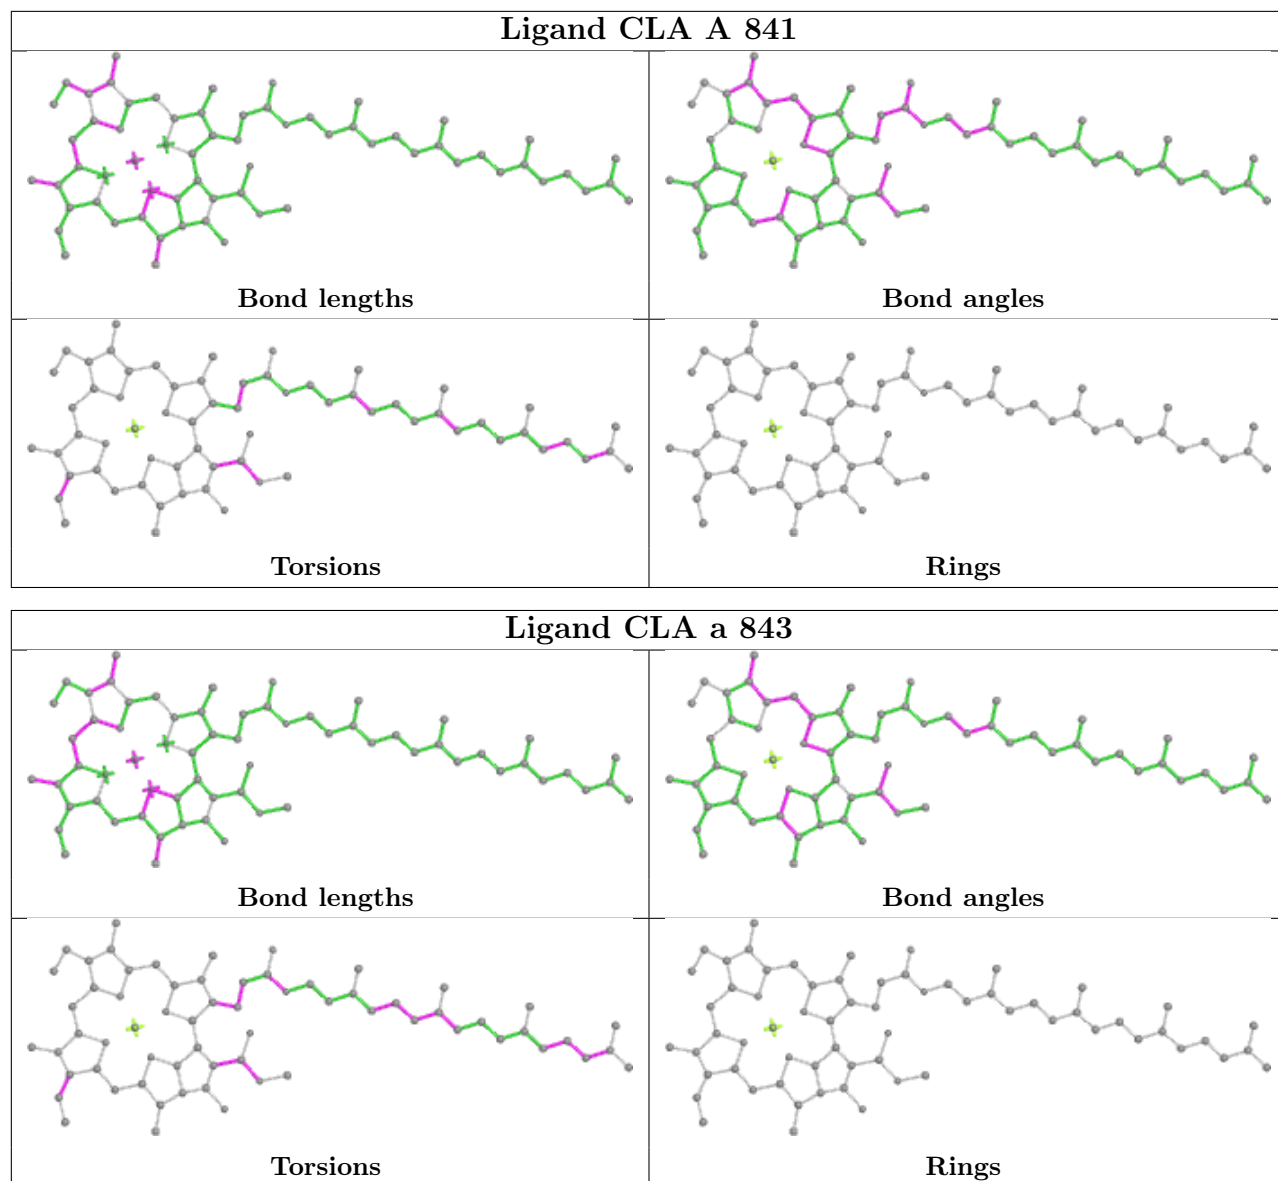 Ligand CLA A 841
Bond lengths
Bond angles
Torsions
Rings
Ligand CLA a 843
Bond lengths
Bond angles
Torsions
Rings